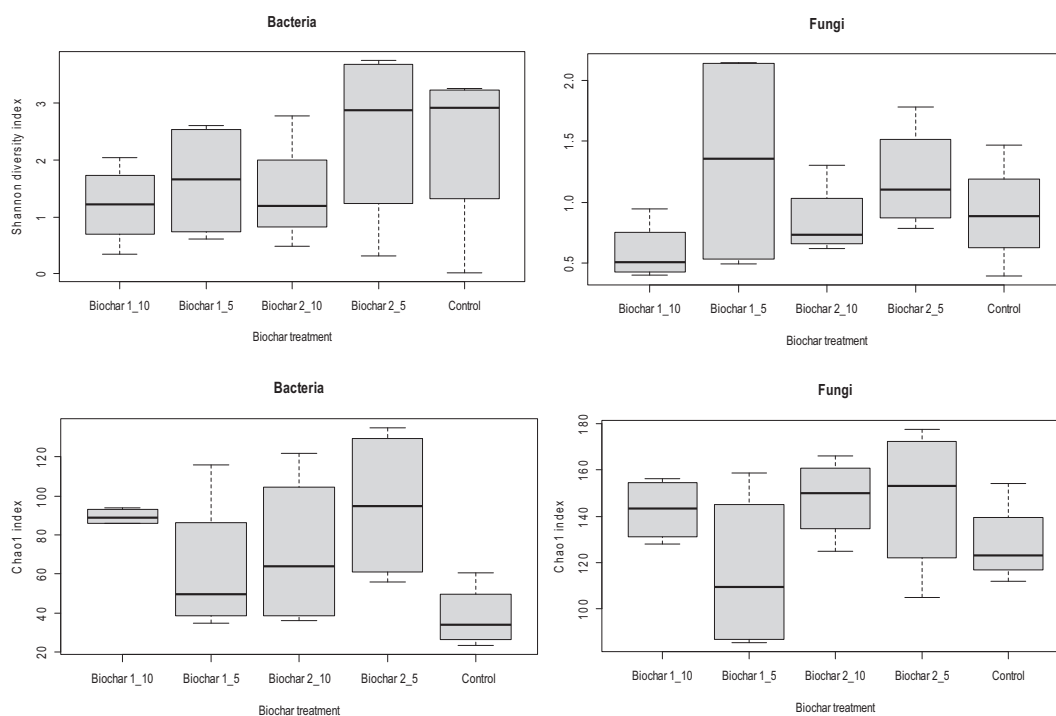 Bacteria
Shannon diversity index
3
2
1
0
Biochar 1_10 Biochar 1_5 Biochar 2_10 Biochar 2_5 Control
Biochar treatment
Fungi
2.0
1.5
1.0
0.5
Biochar 1_10 Biochar 1_5 Biochar 2_10 Biochar 2_5 Control
Biochar treatment
Bacteria
Chao1 index
120
100
80
60
40
20
Biochar 1_10 Biochar 1_5 Biochar 2_10 Biochar 2_5 Control
Biochar treatment
Fungi
Chao1 index
180
160
140
120
100
Biochar 1_10 Biochar 1_5 Biochar 2_10 Biochar 2_5 Control
Biochar treatment